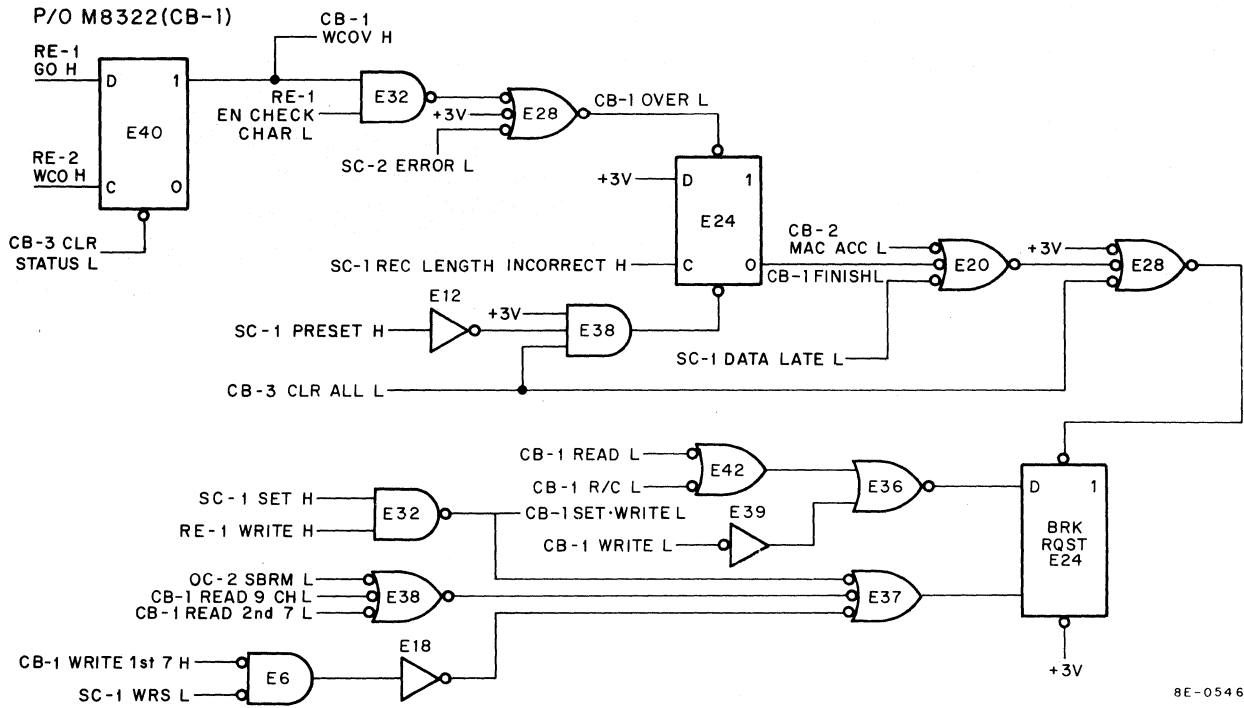 P/O M8322(CB-1)
CB-1
WCOV H
RE-1
GO H
D 1
E40
RE-2
WCO H
C 0
CB-3 CLR
STATUS L
RE-1
EN CHECK
CHAR L
E32
+3V
SC-2 ERROR L
E28
CB-1 OVER L
+3V
D 1
E24
C 0
SC-1 REC LENGTH INCORRECT H
E12
SC-1 PRESET H
+3V
E38
CB-3 CLR ALL L
CB-2
MAC ACC L
CB-1 FINISH L
SC-1 DATA LATE L
E20
+3V
E28
CB-1 READ L
CB-1 R/C L
E42
E36
E39
CB-1 WRITE L
SC-1 SET H
RE-1 WRITE H
E32
CB-1 SET·WRITE L
OC-2 SBRM L
CB-1 READ 9 CH L
CB-1 READ 2nd 7 L
E38
E37
CB-1 WRITE 1st 7 H
SC-1 WRS L
E6
E18
D 1
BRK
RQST
E24
+3V
8E-0546